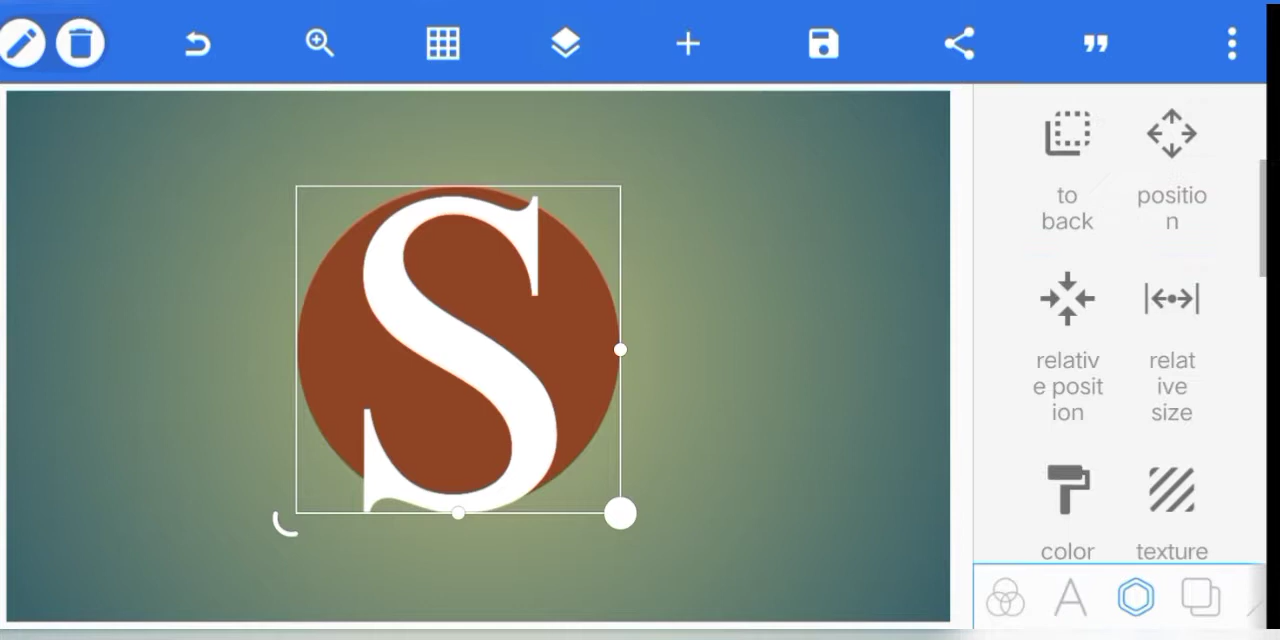 S
to
back
positio
n
relativ
e posit
ion
relat
ive
size
color
texture